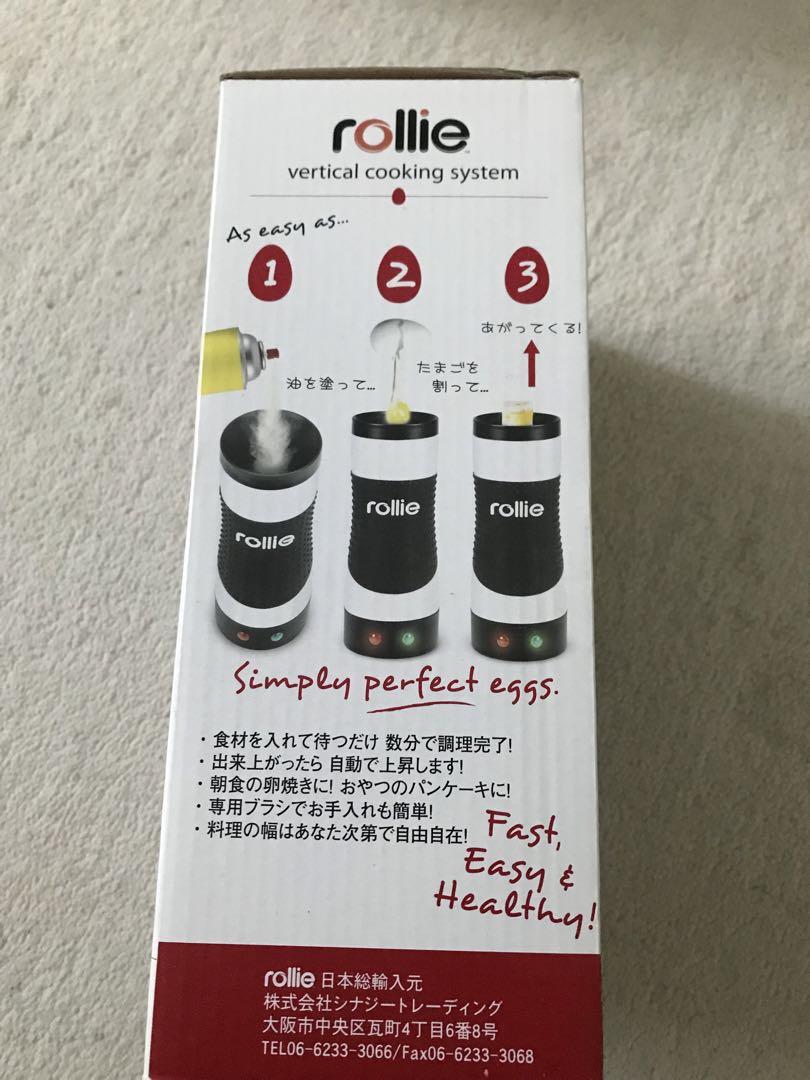 rollie
vertical cooking system
As easy as...
1
2
3
油を塗って...
たまごを
割って...
あがってくる!
rollie
rollie
rollie
Simply perfect eggs.
・食材を入れて待つだけ 数分で調理完了!
・出来上がったら 自動で上昇します!
・朝食の卵焼きに! おやつのパンケーキに!
・専用ブラシでお手入れも簡単!
・料理の幅はあなた次第で自由自在!
Fast,
Easy &
Healthy!
rollie 日本総輸入元
株式会社シナジートレーディング
大阪市中央区瓦町4丁目6番8号
TEL06-6233-3066/Fax06-6233-3068